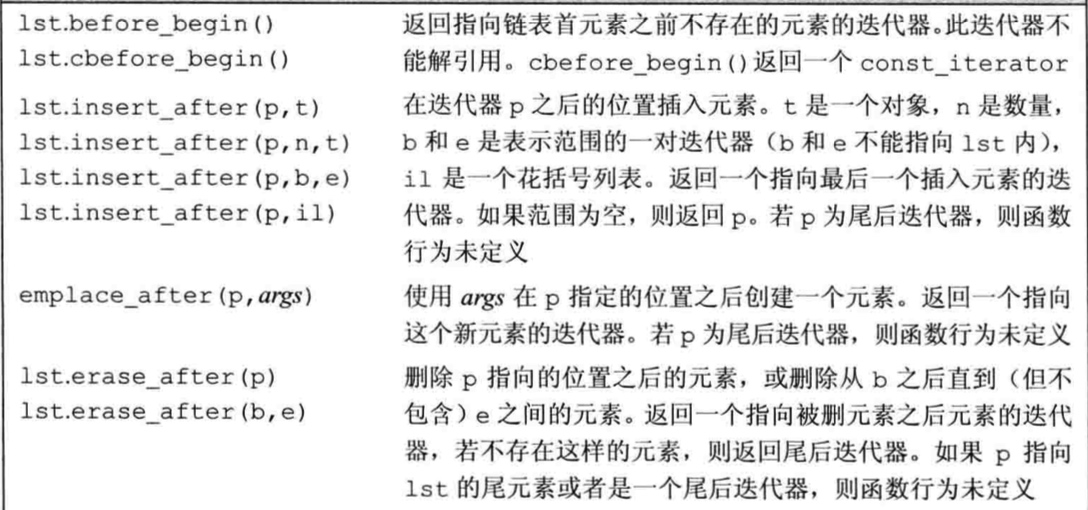 lst.before_begin() 返回指向链表首元素之前不存在的元素的迭代器。此迭代器不
lst.cbefore_begin() 能解引用。cbefore_begin()返回一个 const_iterator
lst.insert_after(p,t) 在迭代器 p 之后的位置插入元素。t 是一个对象，n 是数量，
lst.insert_after(p,n,t) b 和 e 是表示范围的一对迭代器（b 和 e 不能指向 lst 内），
lst.insert_after(p,b,e) il 是一个花括号列表。返回一个指向最后一个插入元素的迭
lst.insert_after(p,il) 代器。如果范围为空，则返回 p。若 p 为尾后迭代器，则函数
行为未定义
emplace_after(p,args) 使用 args 在 p 指定的位置之后创建一个元素。返回一个指向
这个新元素的迭代器。若 p 为尾后迭代器，则函数行为未定义
lst.erase_after(p) 删除 p 指向的位置之后的元素，或删除从 b 之后直到（但不
lst.erase_after(b,e) 包含）e 之间的元素。返回一个指向被删元素之后元素的迭代
器，若不存在这样的元素，则返回尾后迭代器。如果 p 指向
lst 的尾元素或者是一个尾后迭代器，则函数行为未定义